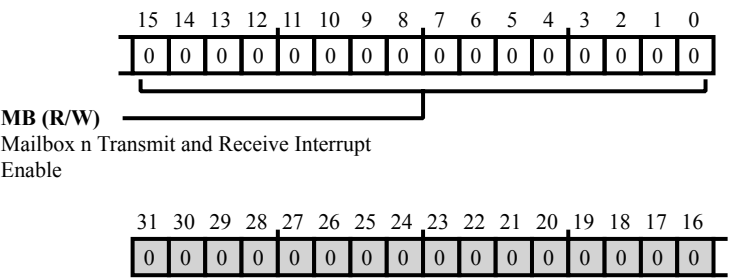 15 14 13 12 11 10 9 8 7 6 5 4 3 2 1 0
0 0 0 0 0 0 0 0 0 0 0 0 0 0 0 0
MB (R/W)
Mailbox n Transmit and Receive Interrupt
Enable
31 30 29 28 27 26 25 24 23 22 21 20 19 18 17 16
0 0 0 0 0 0 0 0 0 0 0 0 0 0 0 0